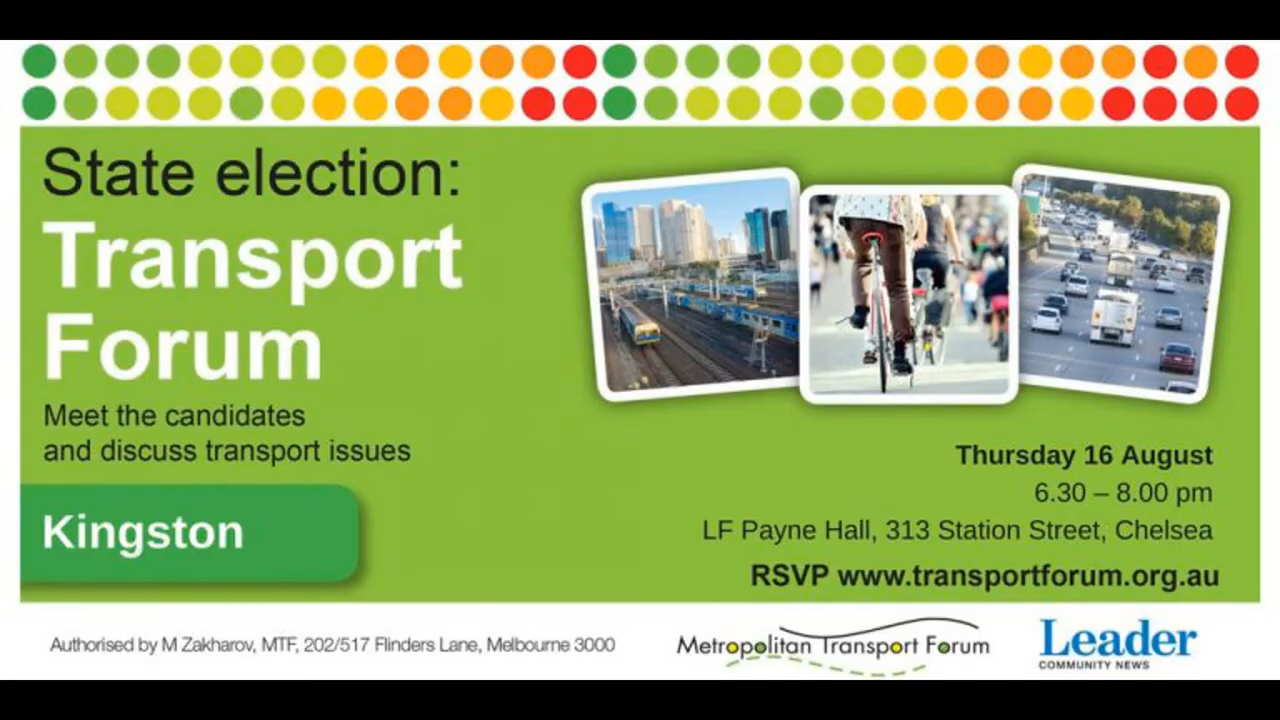 State election:
Transport
Forum
Meet the candidates
and discuss transport issues
Kingston
Thursday 16 August
6.30 – 8.00 pm
LF Payne Hall, 313 Station Street, Chelsea
RSVP www.transportforum.org.au
Authorised by M Zakharov, MTF, 202/517 Flinders Lane, Melbourne 3000
Metropolitan Transport Forum
Leader
COMMUNITY NEWS